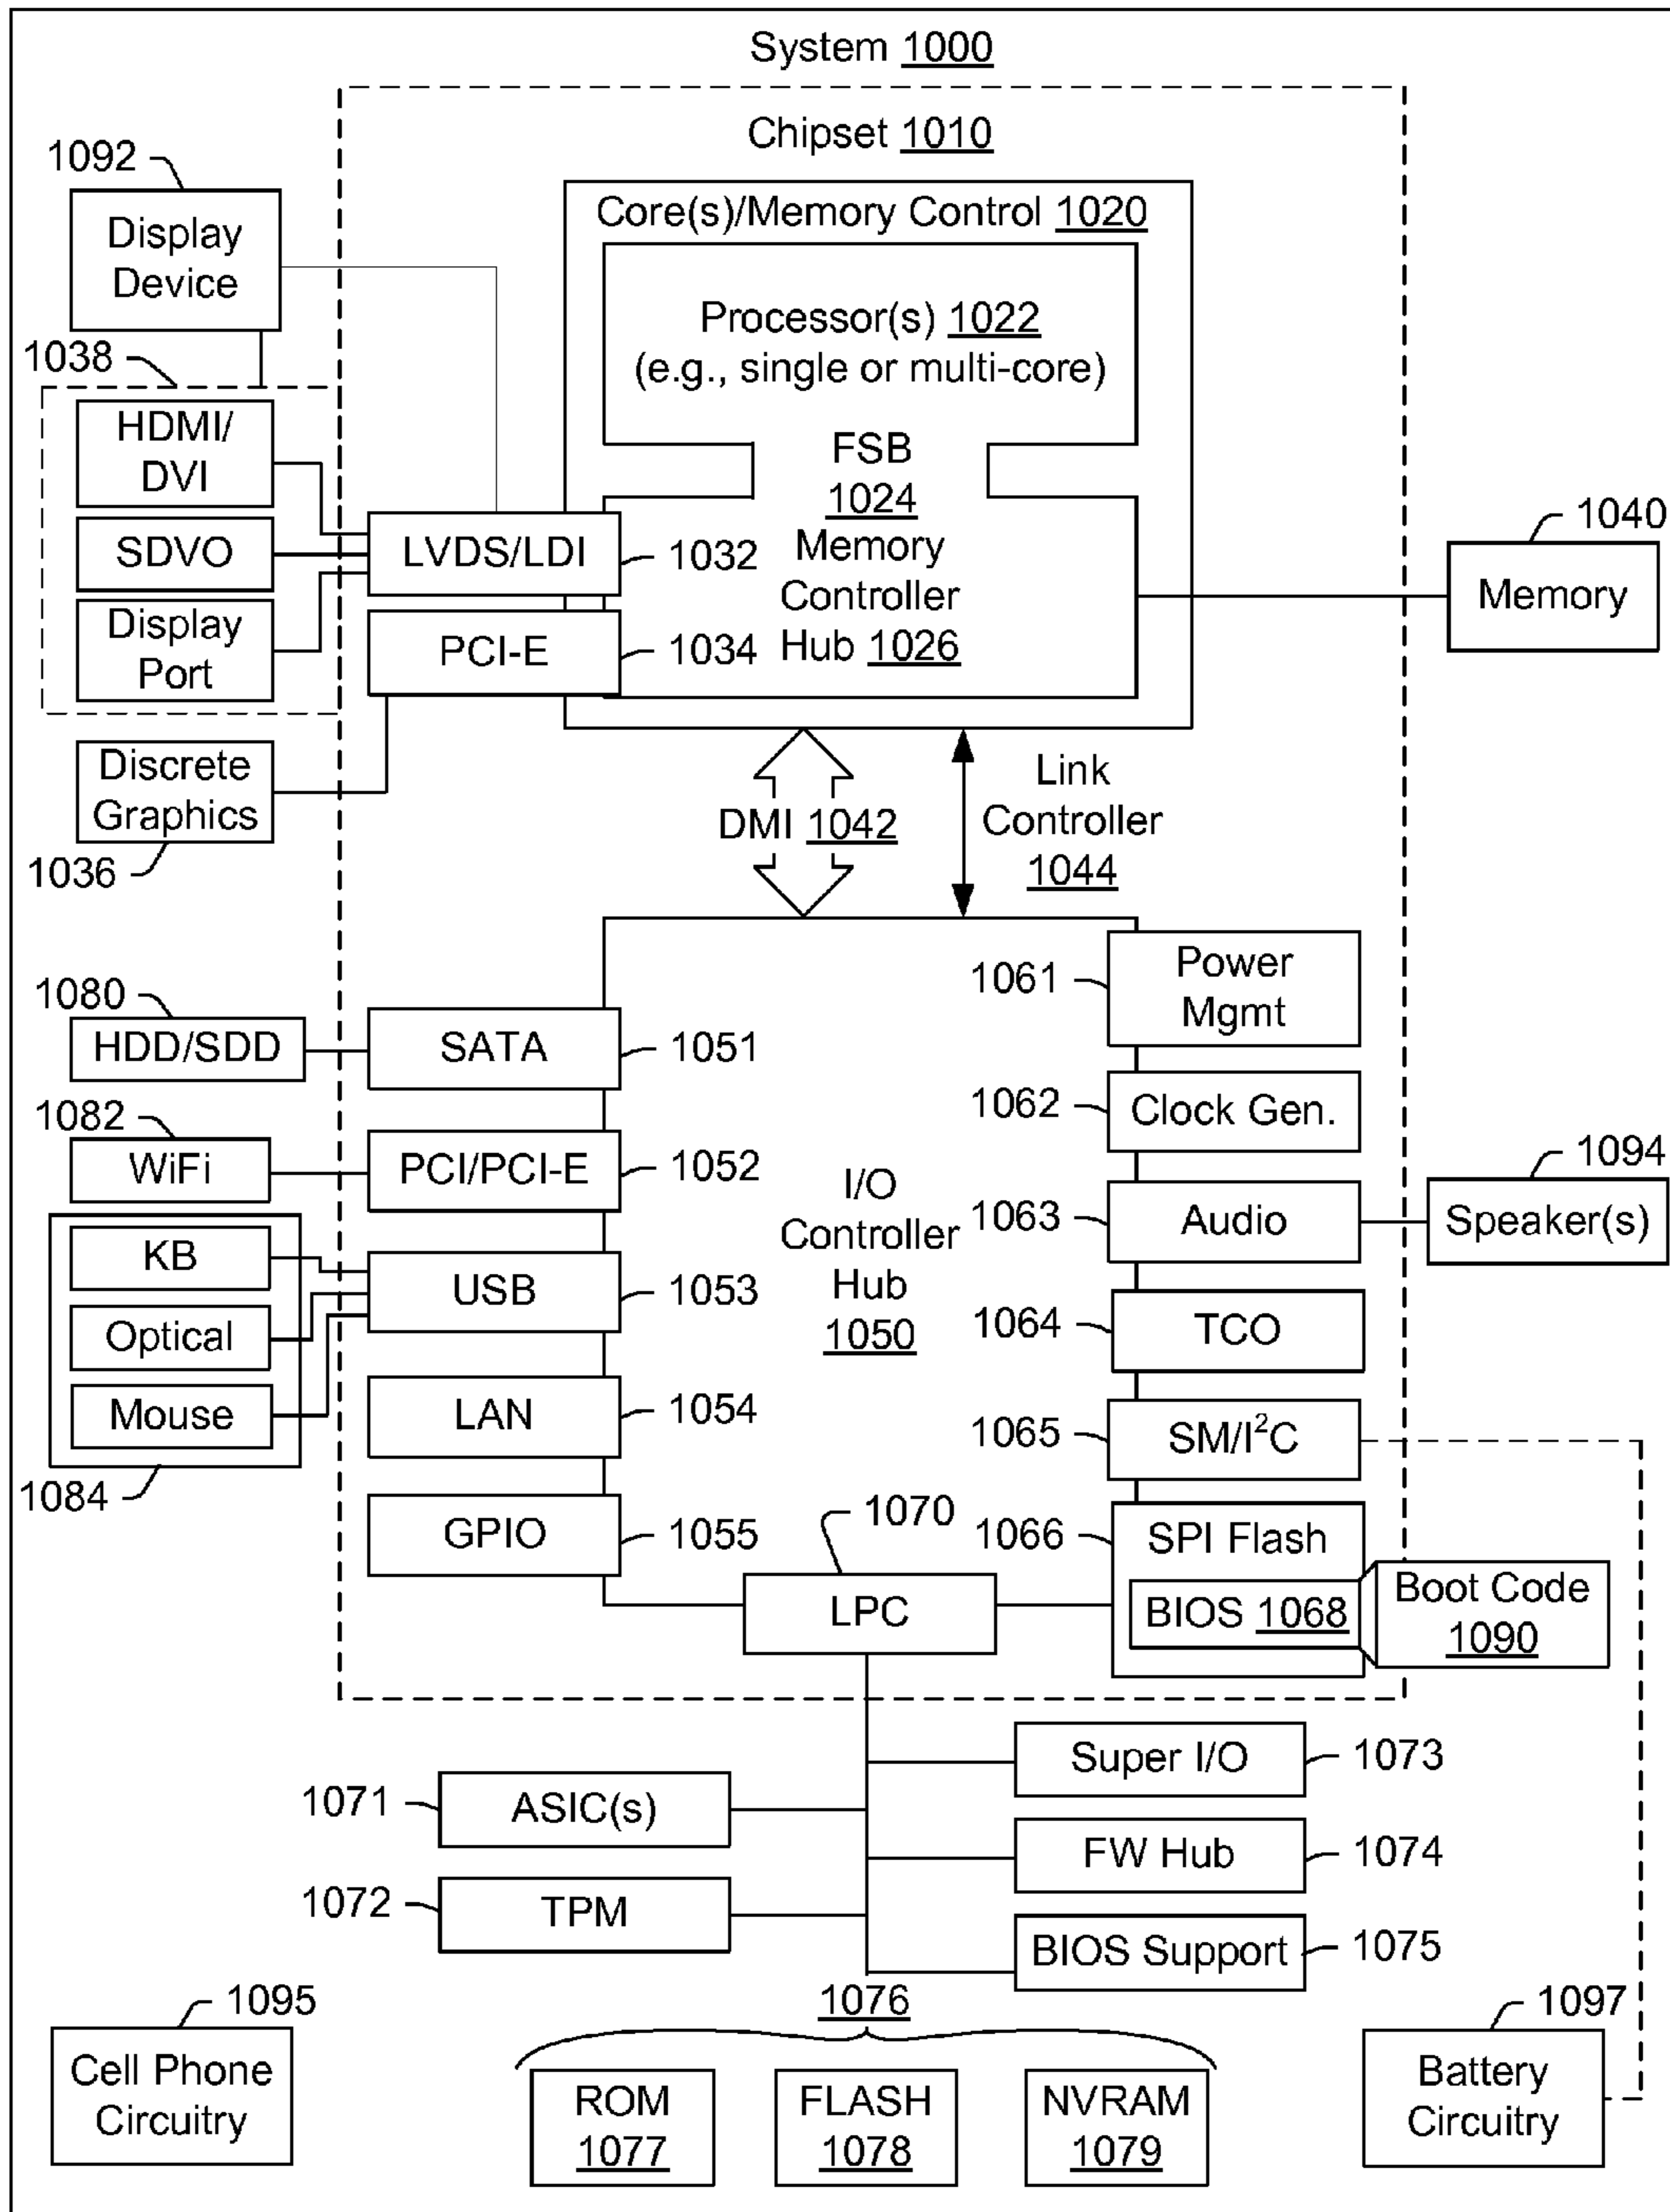 System 1000
Chipset 1010
1092
Display
Device
Core(s)/Memory Control 1020
Processor(s) 1022
(e.g., single or multi-core)
1038
HDMI/
DVI
SDVO
Display
Port
FSB
1024
LVDS/LDI
1032
PCI-E
1034
Memory
Controller
Hub 1026
1040
Memory
Discrete
Graphics
1036
DMI 1042
Link
Controller
1044
1080
HDD/SDD
SATA
1051
1061
Power
Mgmt
1082
WiFi
PCI/PCI-E
1052
1062
Clock Gen.
KB
Optical
Mouse
1084
USB
1053
I/O
Controller
Hub
1050
1063
Audio
1094
Speaker(s)
1064
TCO
LAN
1054
1065
SM/I²C
GPIO
1055
1070
LPC
1066
SPI Flash
BIOS 1068
Boot Code
1090
Super I/O
1073
1071
ASIC(s)
FW Hub
1074
1072
TPM
BIOS Support
1075
1095
Cell Phone
Circuitry
1076
ROM
1077
FLASH
1078
NVRAM
1079
1097
Battery
Circuitry